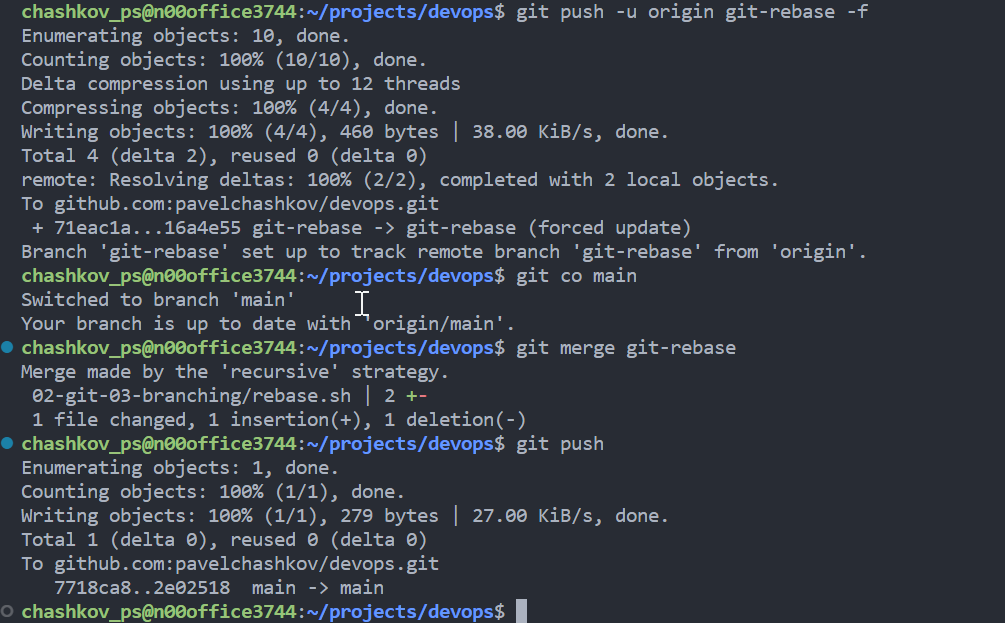 chashkov_ps@n00office3744:~/projects/devops$ git push -u origin git-rebase -f
Enumerating objects: 10, done.
Counting objects: 100% (10/10), done.
Delta compression using up to 12 threads
Compressing objects: 100% (4/4), done.
Writing objects: 100% (4/4), 460 bytes | 38.00 KiB/s, done.
Total 4 (delta 2), reused 0 (delta 0)
remote: Resolving deltas: 100% (2/2), completed with 2 local objects.
To github.com:pavelchashkov/devops.git
 + 71eac1a...16a4e55 git-rebase -> git-rebase (forced update)
Branch 'git-rebase' set up to track remote branch 'git-rebase' from 'origin'.
chashkov_ps@n00office3744:~/projects/devops$ git co main
Switched to branch 'main'
Your branch is up to date with 'origin/main'.
chashkov_ps@n00office3744:~/projects/devops$ git merge git-rebase
Merge made by the 'recursive' strategy.
 02-git-03-branching/rebase.sh | 2 +-
 1 file changed, 1 insertion(+), 1 deletion(-)
chashkov_ps@n00office3744:~/projects/devops$ git push
Enumerating objects: 1, done.
Counting objects: 100% (1/1), done.
Writing objects: 100% (1/1), 279 bytes | 27.00 KiB/s, done.
Total 1 (delta 0), reused 0 (delta 0)
To github.com:pavelchashkov/devops.git
   7718ca8..2e02518  main -> main
chashkov_ps@n00office3744:~/projects/devops$